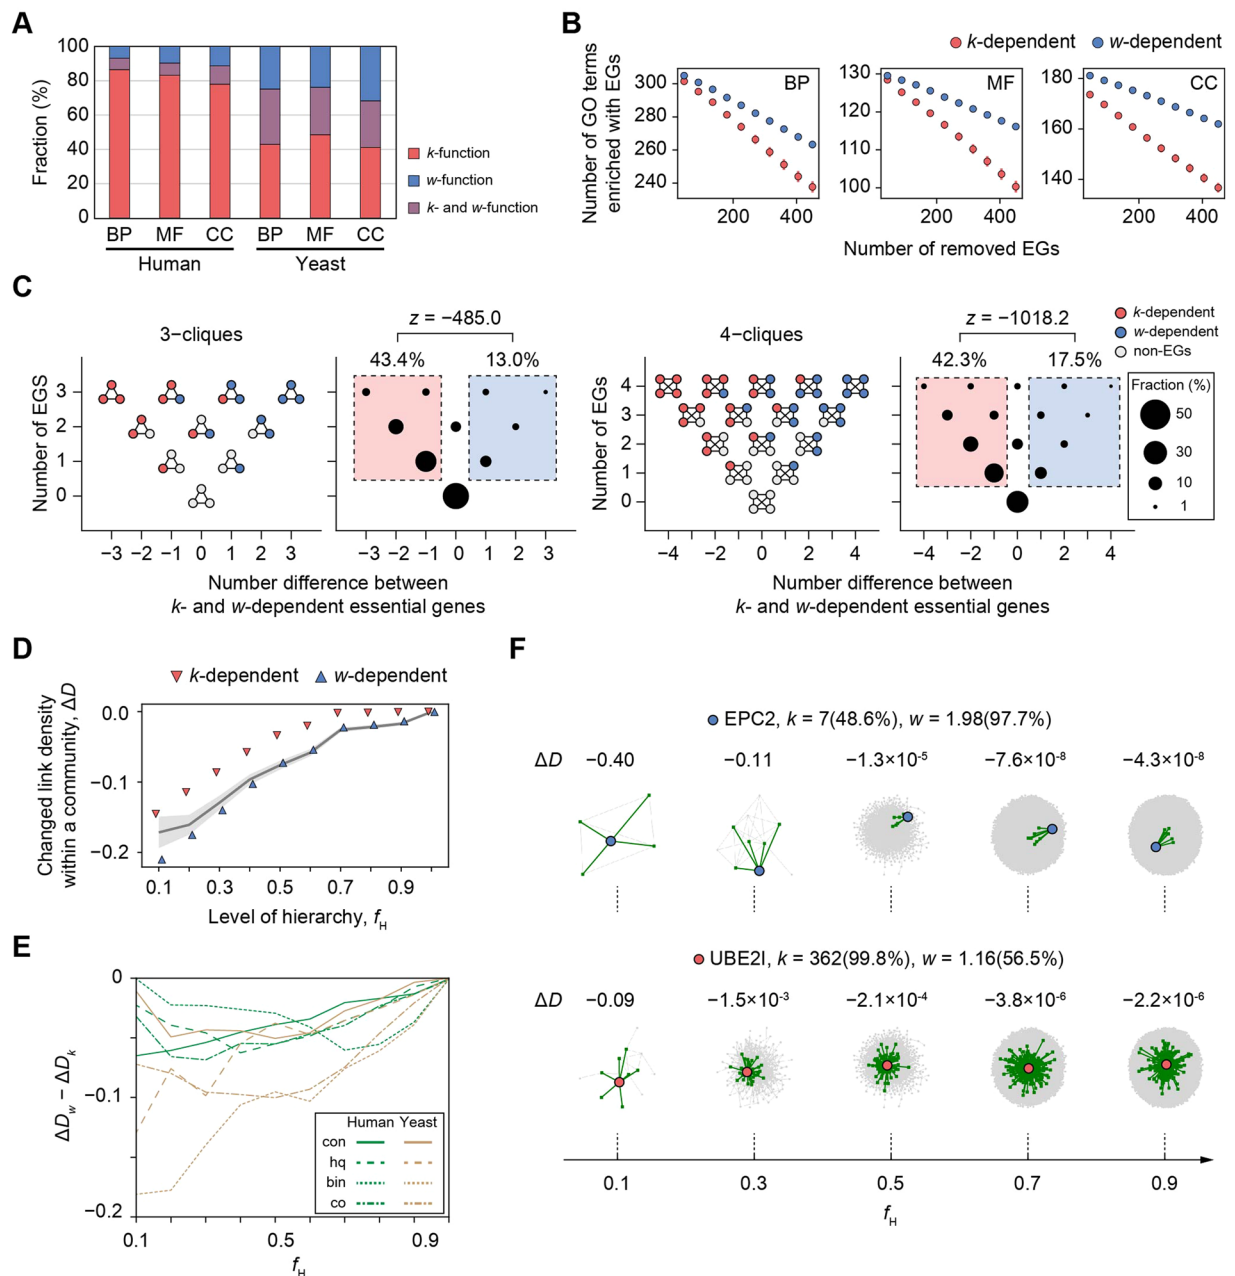 A
100
80
60
40
20
0
Fraction (%)
BP MF CC BP MF CC
Human Yeast
k-function
w-function
k- and w-function
B
k-dependent w-dependent
Number of GO terms
enriched with EGs
300
280
260
240
BP
200 400
130
120
110
100
MF
200 400
180
160
140
CC
200 400
Number of removed EGs
C
3−cliques
Number of EGS
3
2
1
0
−3 −2 −1 0 1 2 3
z = −485.0
43.4% 13.0%
−3 −2 −1 0 1 2 3
Number difference between
k- and w-dependent essential genes
4−cliques
Number of EGs
4
3
2
1
0
−4 −2 0 2 4
z = −1018.2
42.3% 17.5%
−4 −2 0 2 4
Number difference between
k- and w-dependent essential genes
k-dependent
w-dependent
non-EGs
Fraction (%)
50
30
10
1
D
k-dependent w-dependent
Changed link density
within a community, ΔD
0.0
−0.1
−0.2
0.1 0.3 0.5 0.7 0.9
Level of hierarchy, fH
E
0
−0.1
−0.2
ΔDw − ΔDk
Human Yeast
con
hq
bin
co
0.1 0.5 0.9
fH
F
EPC2, k = 7(48.6%), w = 1.98(97.7%)
ΔD −0.40 −0.11 −1.3×10-5 −7.6×10-8 −4.3×10-8
UBE2I, k = 362(99.8%), w = 1.16(56.5%)
ΔD −0.09 −1.5×10-3 −2.1×10-4 −3.8×10-6 −2.2×10-6
0.1 0.3 0.5 0.7 0.9
fH